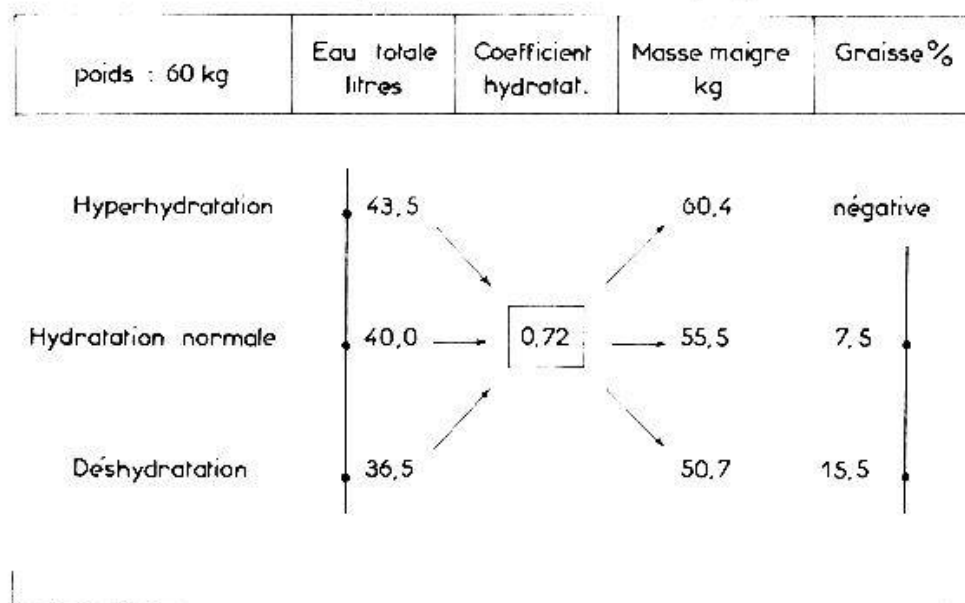 poids : 60 kg
Eau totale
litres
Coefficient
hydratat.
Masse maigre
kg
Graisse %
Hyperhydratation 43,5 60,4 négative
Hydratation normale 40,0 0,72 55,5 7,5
Déshydratation 36,5 50,7 15,5